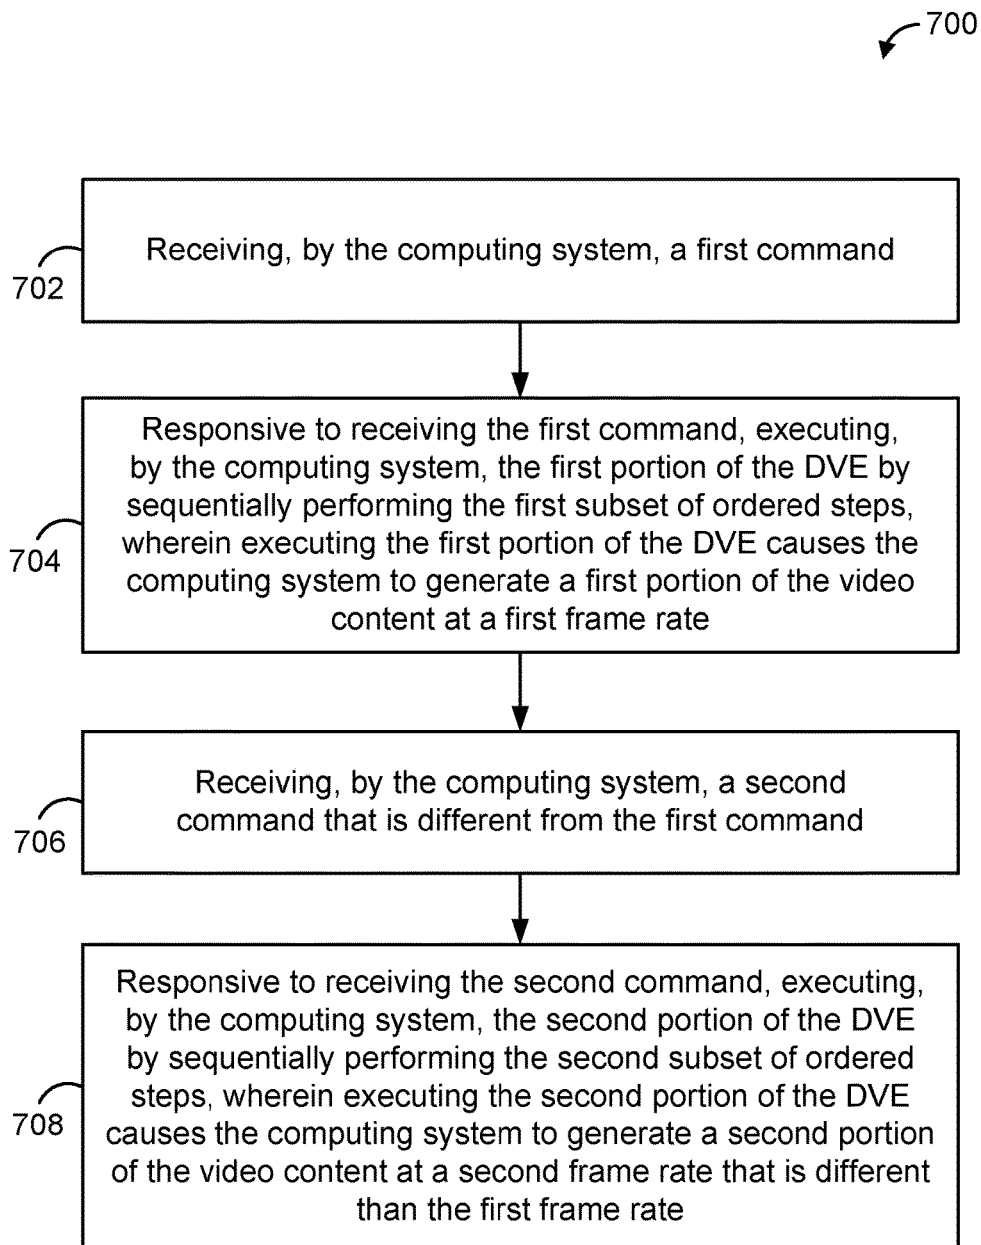 700
Receiving, by the computing system, a first command
702
Responsive to receiving the first command, executing,
by the computing system, the first portion of the DVE by
sequentially performing the first subset of ordered steps,
wherein executing the first portion of the DVE causes the
computing system to generate a first portion of the video
content at a first frame rate
704
Receiving, by the computing system, a second
command that is different from the first command
706
Responsive to receiving the second command, executing,
by the computing system, the second portion of the DVE
by sequentially performing the second subset of ordered
steps, wherein executing the second portion of the DVE
causes the computing system to generate a second portion
of the video content at a second frame rate that is different
than the first frame rate
708